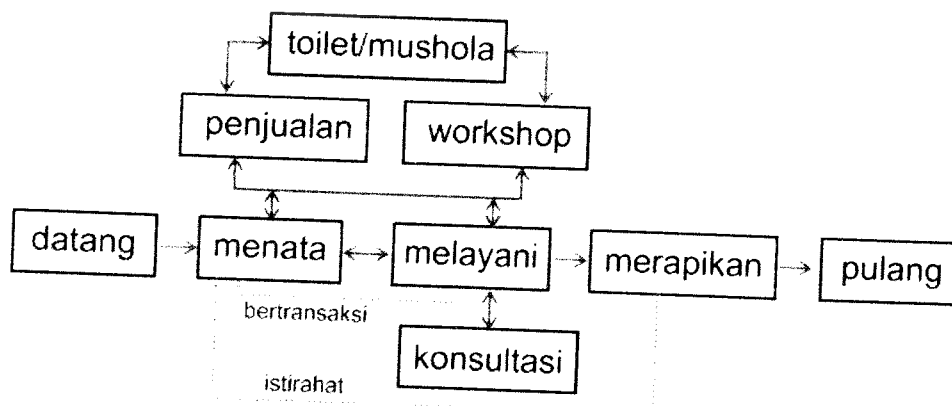 toilet/mushola
penjualan
workshop
datang
menata
melayani
merapikan
pulang
bertransaksi
konsultasi
istirahat